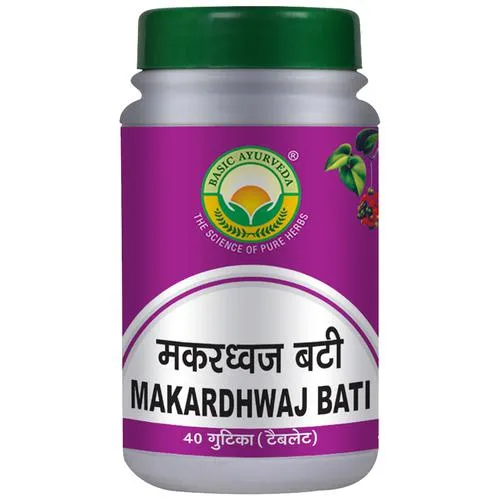 BASIC AYURVEDA ®
THE SCIENCE OF PURE HERBS
मकरध्वज बटी
MAKARDHWAJ BATI
40 गुटिका (टैबलेट)